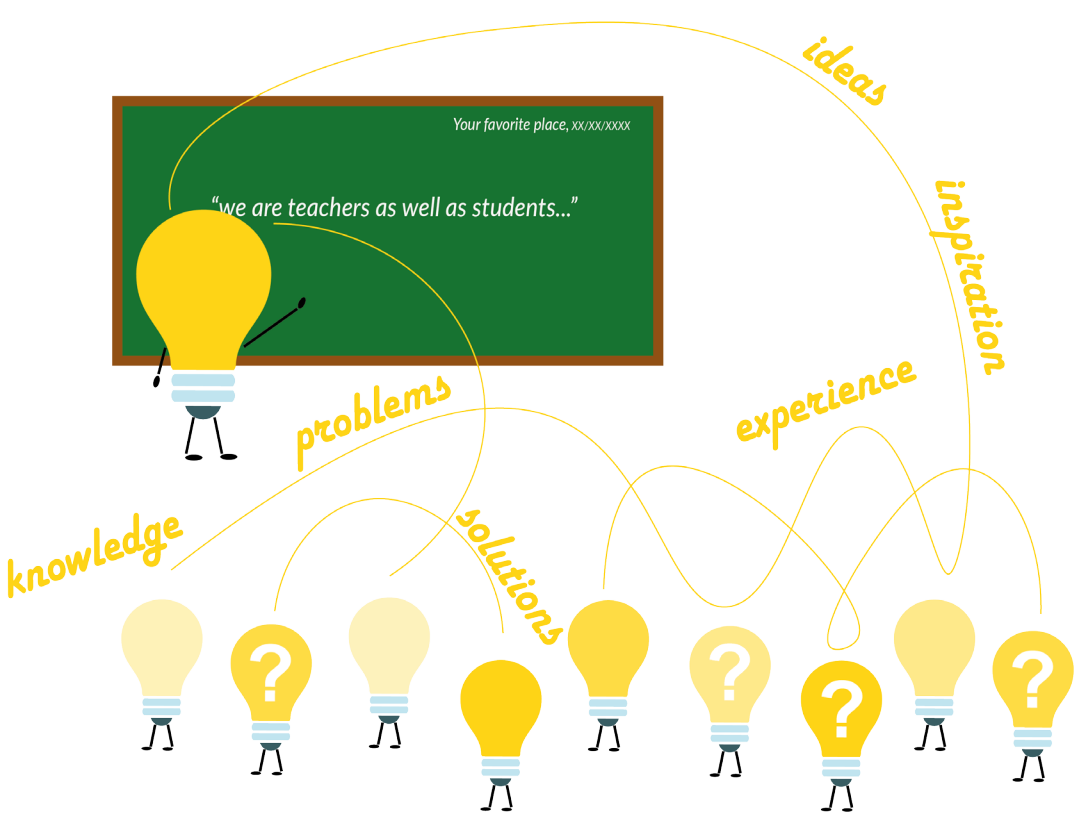 ideas
Your favorite place, xx/xx/xxxx
“we are teachers as well as students...”
inspiration
problems
experience
knowledge
solutions
?
?
?
?